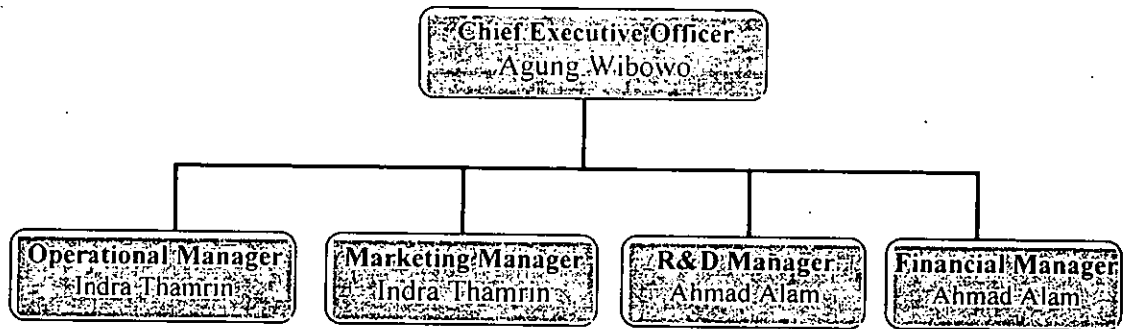 Chief Executive Officer
Agung Wibowo
Operational Manager
Indra Thamrin
Marketing Manager
Indra Thamrin
R&D Manager
Ahmad Alam
Financial Manager
Ahmad Alam